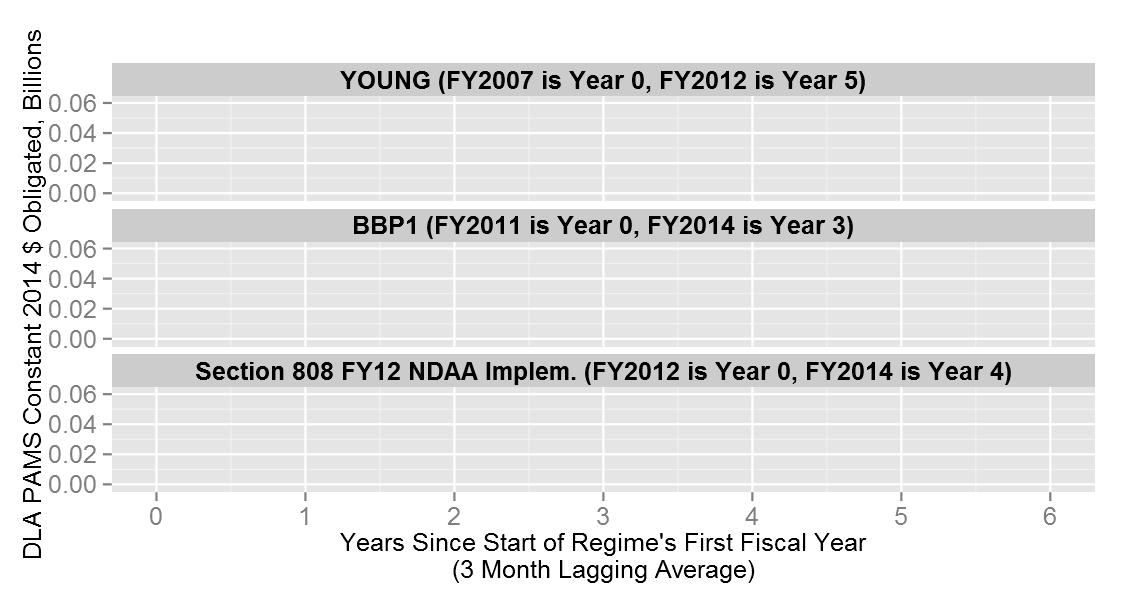 DLA PAMS Constant 2014 $ Obligated, Billions
YOUNG (FY2007 is Year 0, FY2012 is Year 5)
0.06
0.04
0.02
0.00
BBP1 (FY2011 is Year 0, FY2014 is Year 3)
0.06
0.04
0.02
0.00
Section 808 FY12 NDAA Implem. (FY2012 is Year 0, FY2014 is Year 4)
0.06
0.04
0.02
0.00
0 1 2 3 4 5 6
Years Since Start of Regime's First Fiscal Year
(3 Month Lagging Average)